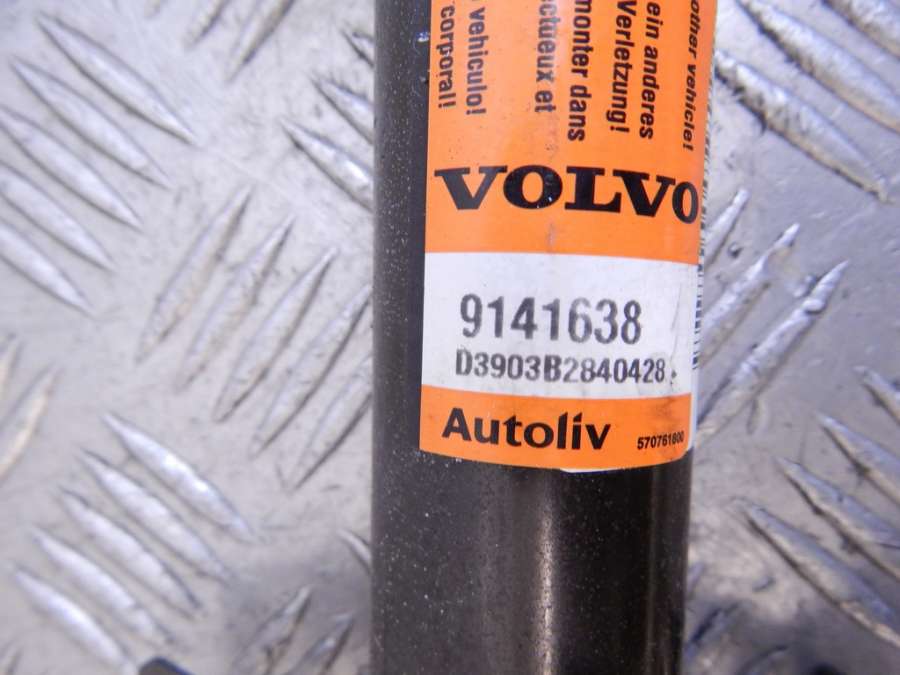 other vehicle!
ein anderes
Verletzung!
monter dans
ctueux et
vehiculo!
corporal!
VOLVO
9141638
D3903B2840428
Autoliv
570761800